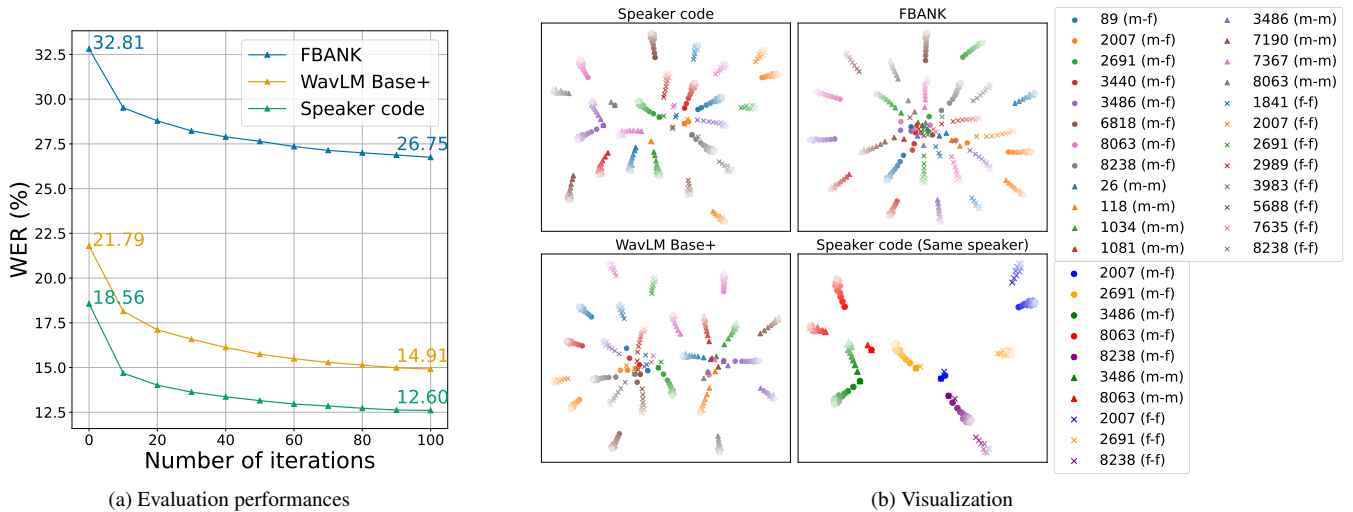 32.81
26.75
21.79
14.91
18.56
12.60
FBANK
WavLM Base+
Speaker code
32.5
30.0
27.5
25.0
22.5
20.0
17.5
15.0
12.5
WER (%)
0 20 40 60 80 100
Number of iterations
(a) Evaluation performances
Speaker code
FBANK
WavLM Base+
Speaker code (Same speaker)
89 (m-f)
2007 (m-f)
2691 (m-f)
3440 (m-f)
3486 (m-f)
6818 (m-f)
8063 (m-f)
8238 (m-f)
26 (m-m)
118 (m-m)
1034 (m-m)
1081 (m-m)
3486 (m-m)
7190 (m-m)
7367 (m-m)
8063 (m-m)
1841 (f-f)
2007 (f-f)
2691 (f-f)
2989 (f-f)
3983 (f-f)
5688 (f-f)
7635 (f-f)
8238 (f-f)
2007 (m-f)
2691 (m-f)
3486 (m-f)
8063 (m-f)
8238 (m-f)
3486 (m-m)
8063 (m-m)
2007 (f-f)
2691 (f-f)
8238 (f-f)
(b) Visualization